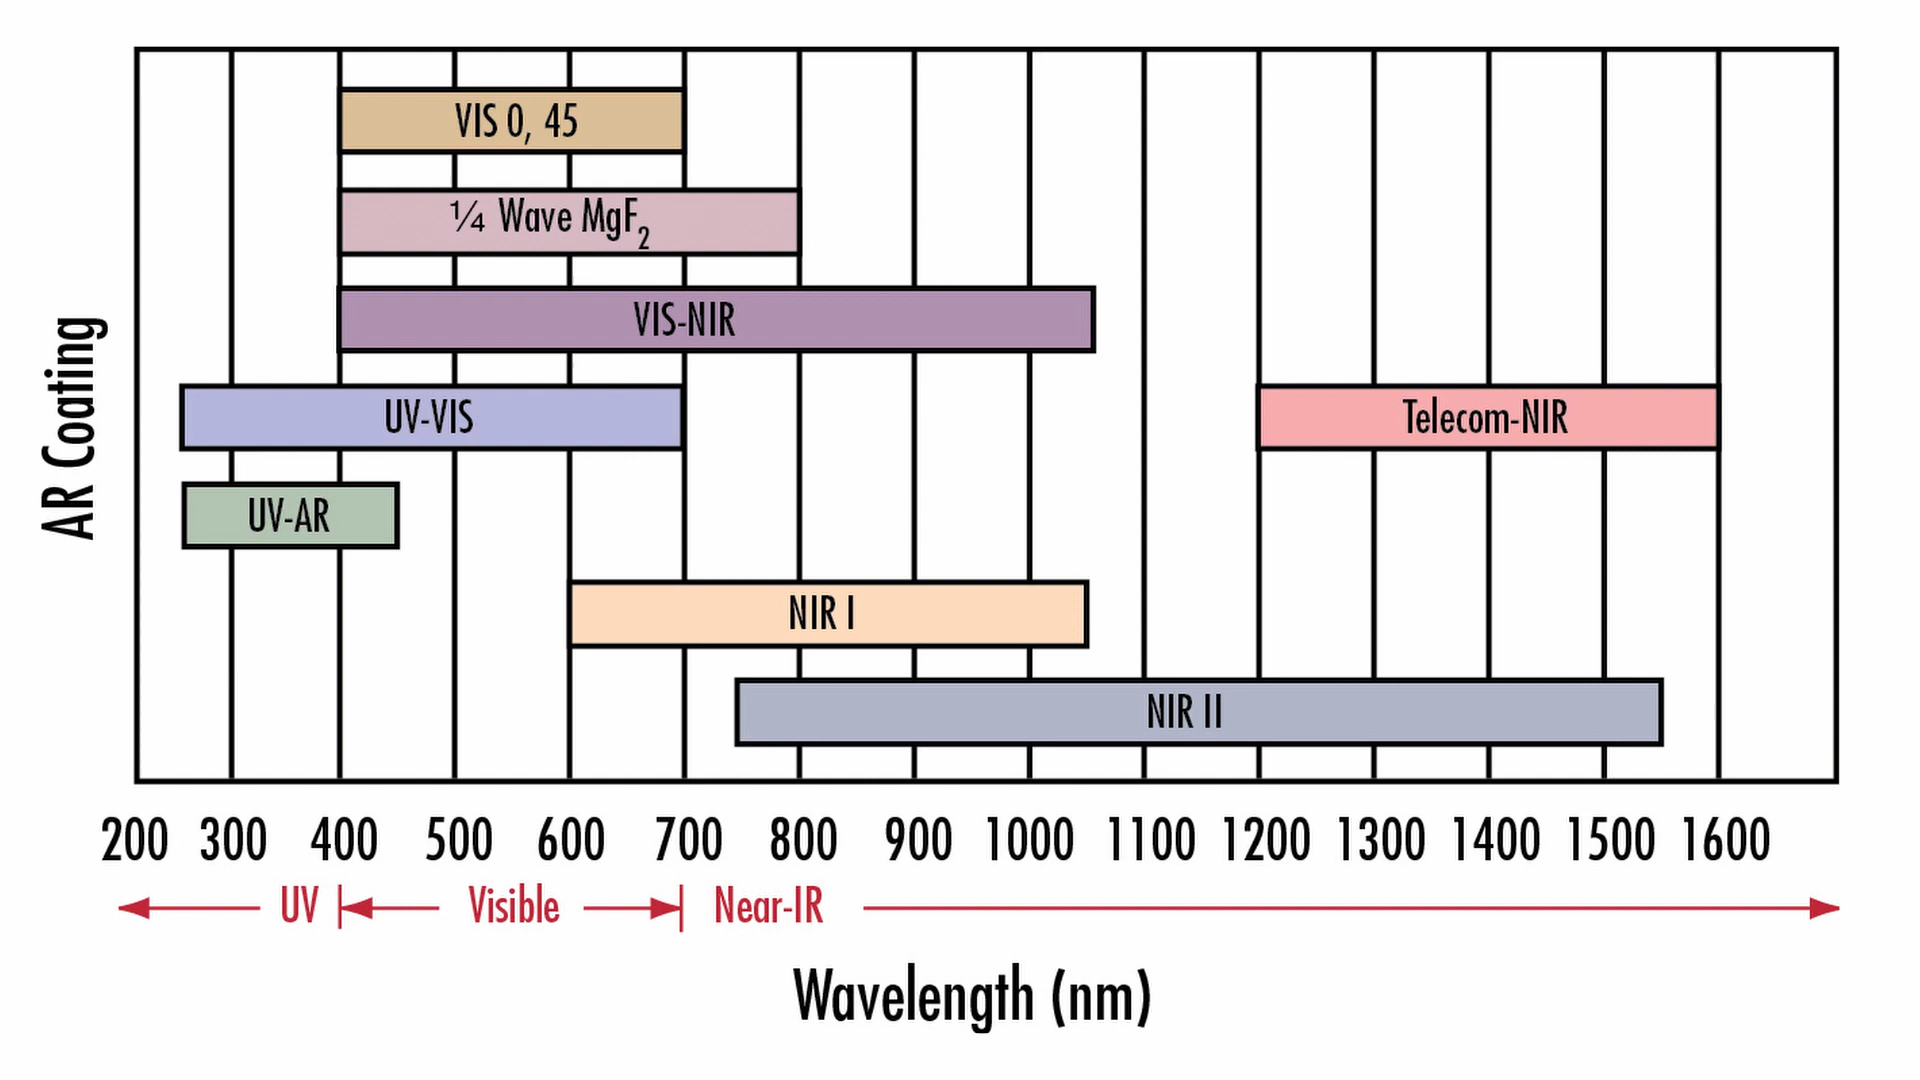 VIS 0, 45
¼ Wave MgF₂
VIS-NIR
UV-VIS
Telecom-NIR
UV-AR
NIR I
NIR II
AR Coating
200 300 400 500 600 700 800 900 1000 1100 1200 1300 1400 1500 1600
UV Visible Near-IR
Wavelength (nm)